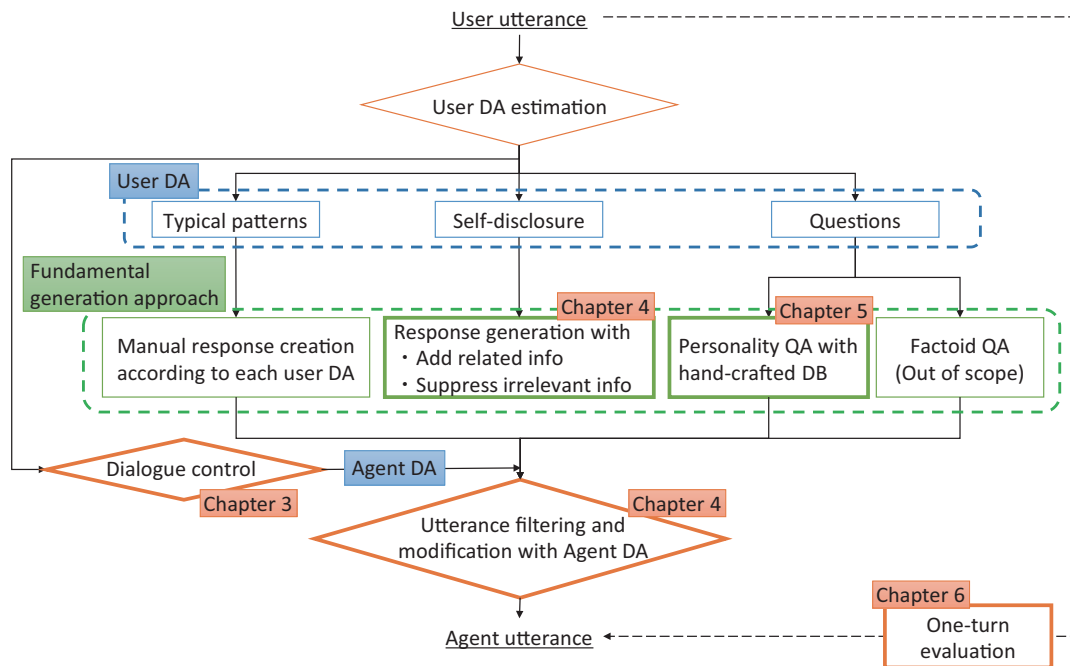 User utterance
User DA estimation
User DA
Typical patterns
Self-disclosure
Questions
Fundamental
generation approach
Chapter 4
Chapter 5
Manual response creation
according to each user DA
Response generation with
・Add related info
・Suppress irrelevant info
Personality QA with
hand-crafted DB
Factoid QA
(Out of scope)
Dialogue control
Agent DA
Chapter 3
Chapter 4
Utterance filtering and
modification with Agent DA
Chapter 6
Agent utterance
One-turn
evaluation